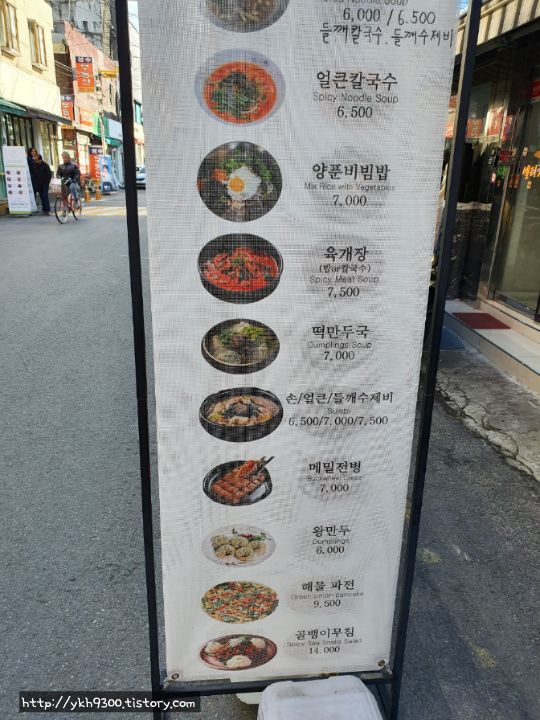 6,000 / 6.500
들깨칼국수. 들깨수제비
얼큰칼국수
Spicy Noodle Soup
6,500
양푼비빔밥
Mix Rice with Vegetables
7,000
육개장
(밥or칼국수)
Spicy Meat Soup
7,500
떡만두국
Dumplings Soup
7,000
손/얼큰/들깨수제비
Sujebi
6,500/7,000/7,500
메밀전병
Buckwheat Crepe
7,000
왕만두
Dumplings
6,000
해물 파전
Green onion pancake
9,500
골뱅이무침
Spicy Sea Snails Salad
14,000
http://ykh9300.tistory.com